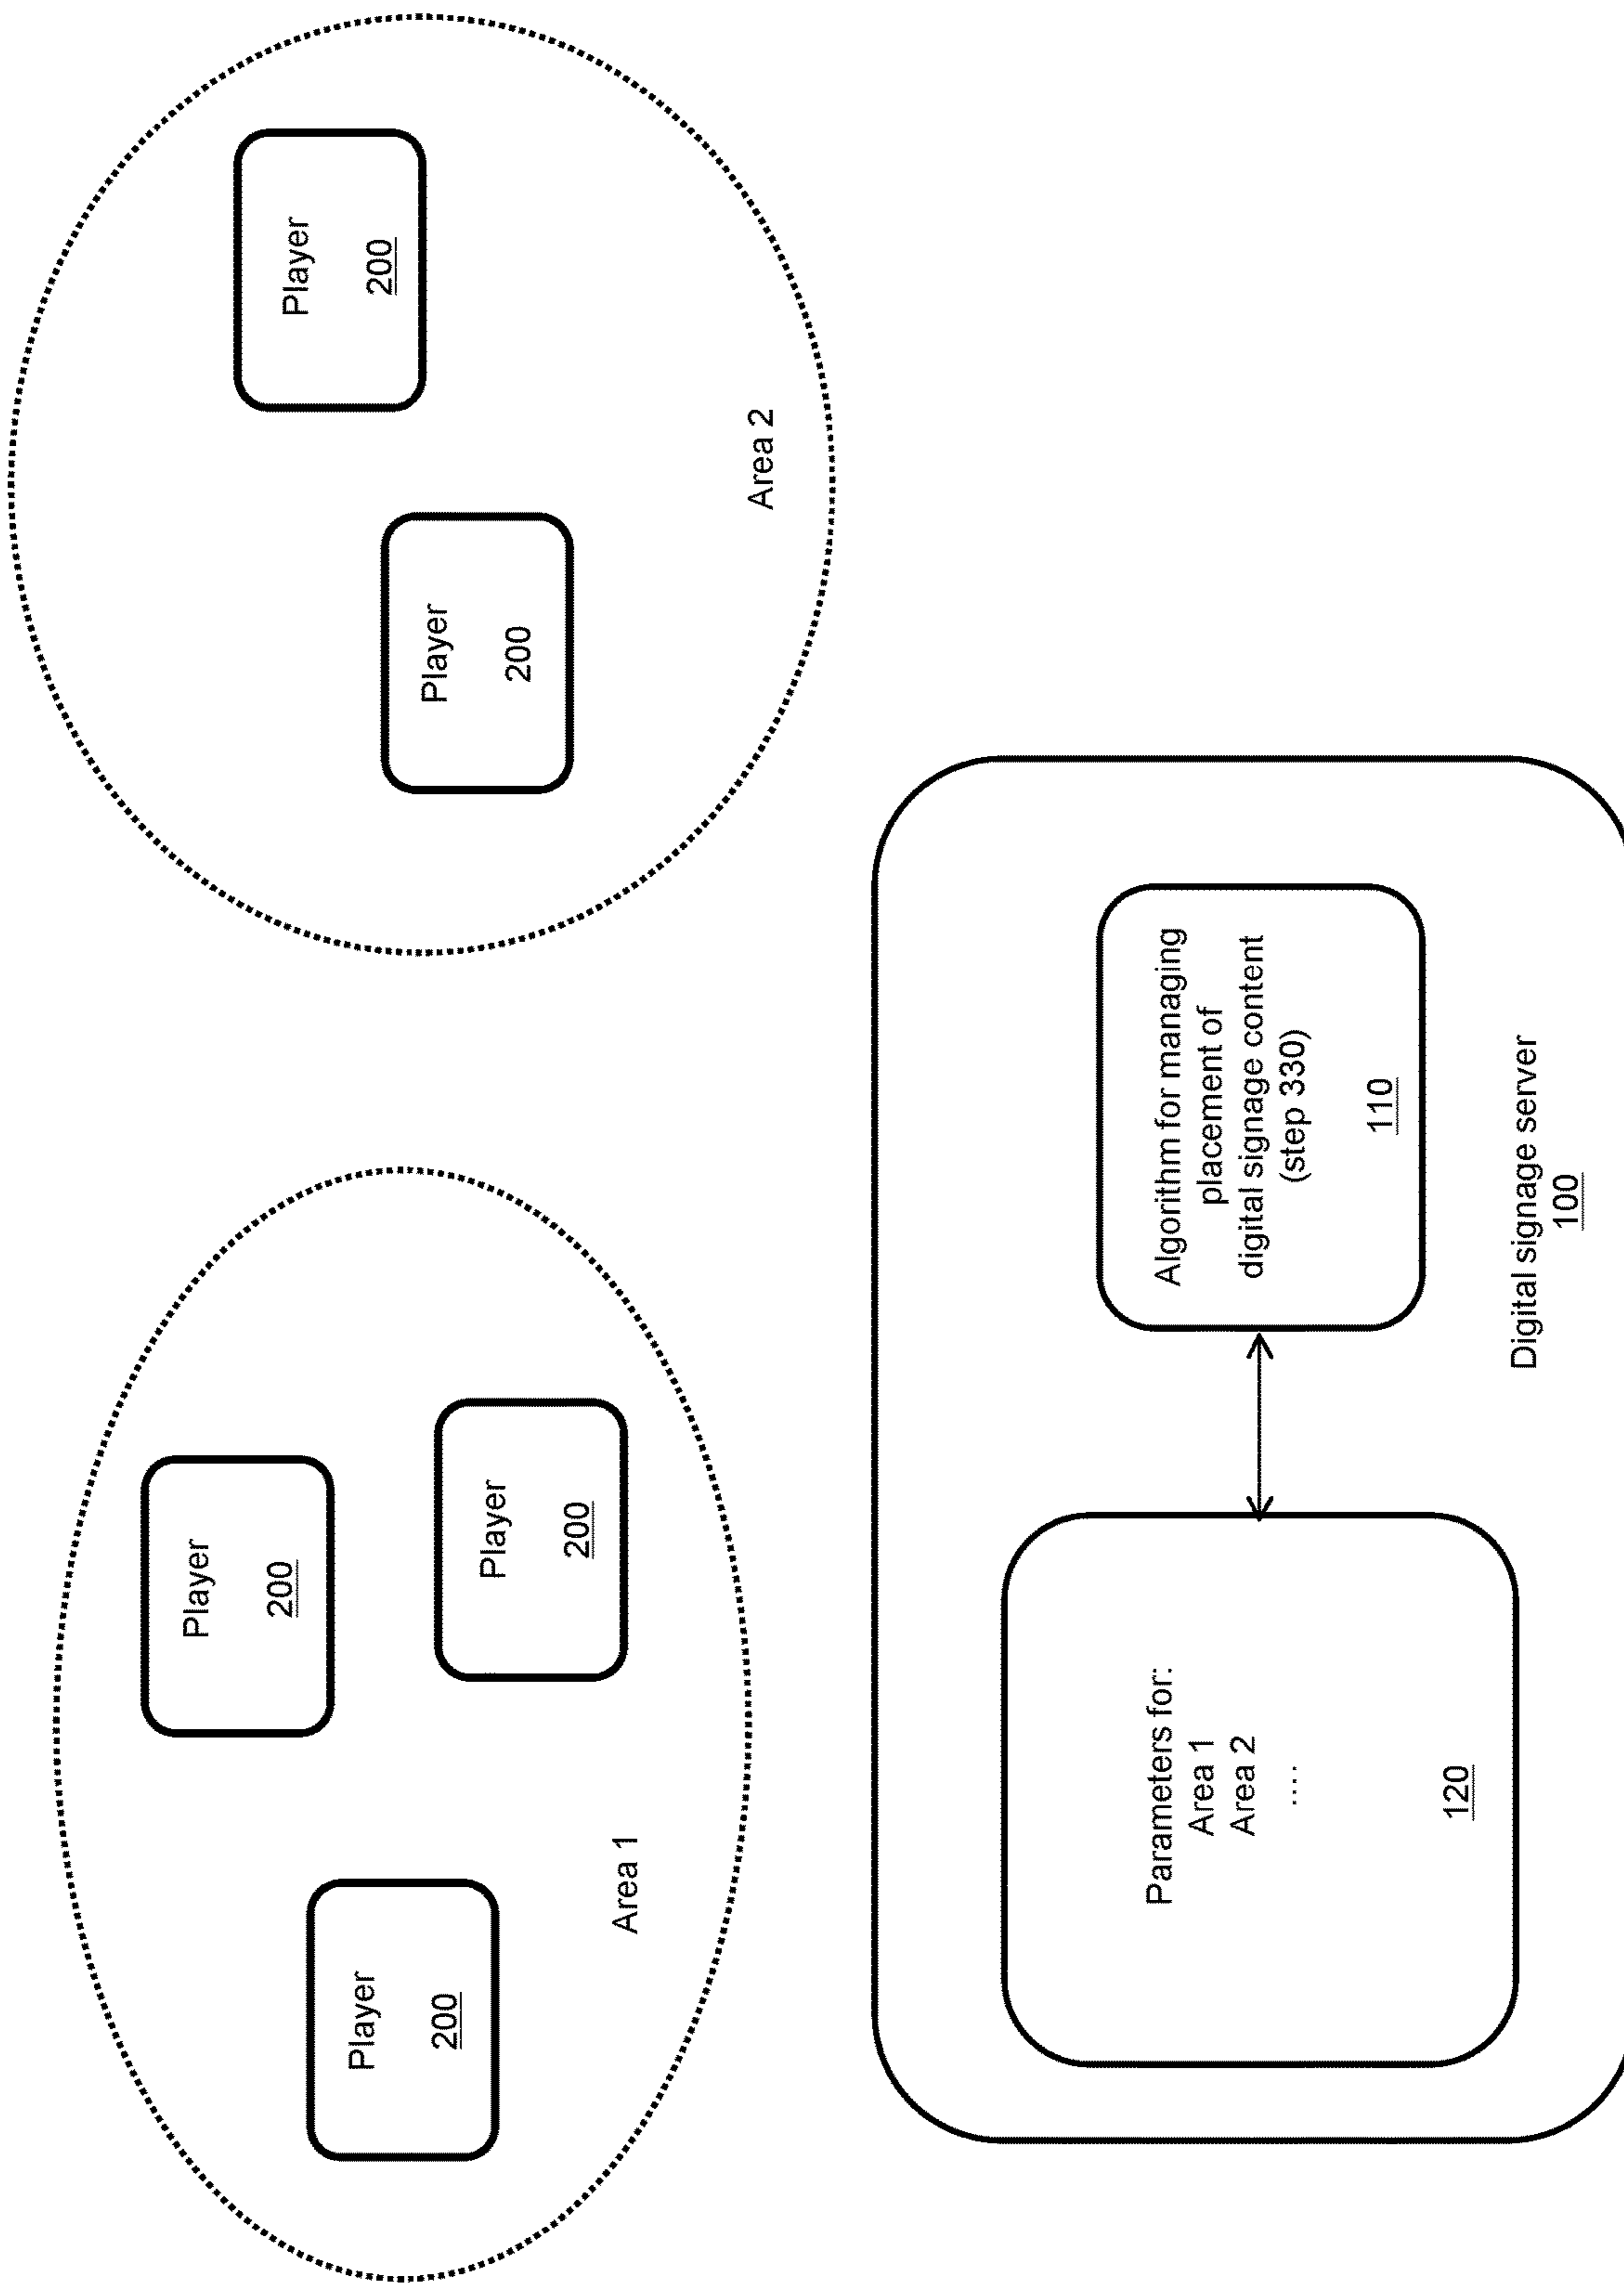 Player
200
Player
200
Player
200
Area 1
Player
200
Player
200
Area 2
Parameters for:
Area 1
Area 2
....
120
Algorithm for managing
placement of
digital signage content
(step 330)
110
Digital signage server
100